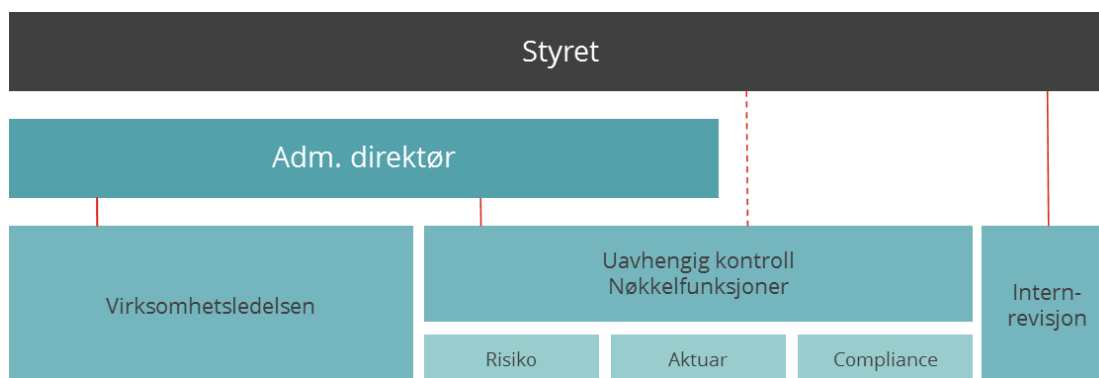 Styret
Adm. direktør
Virksomhetsledelsen
Uavhengig kontroll
Nøkkelfunksjoner
Risiko
Aktuar
Compliance
Intern-
revisjon